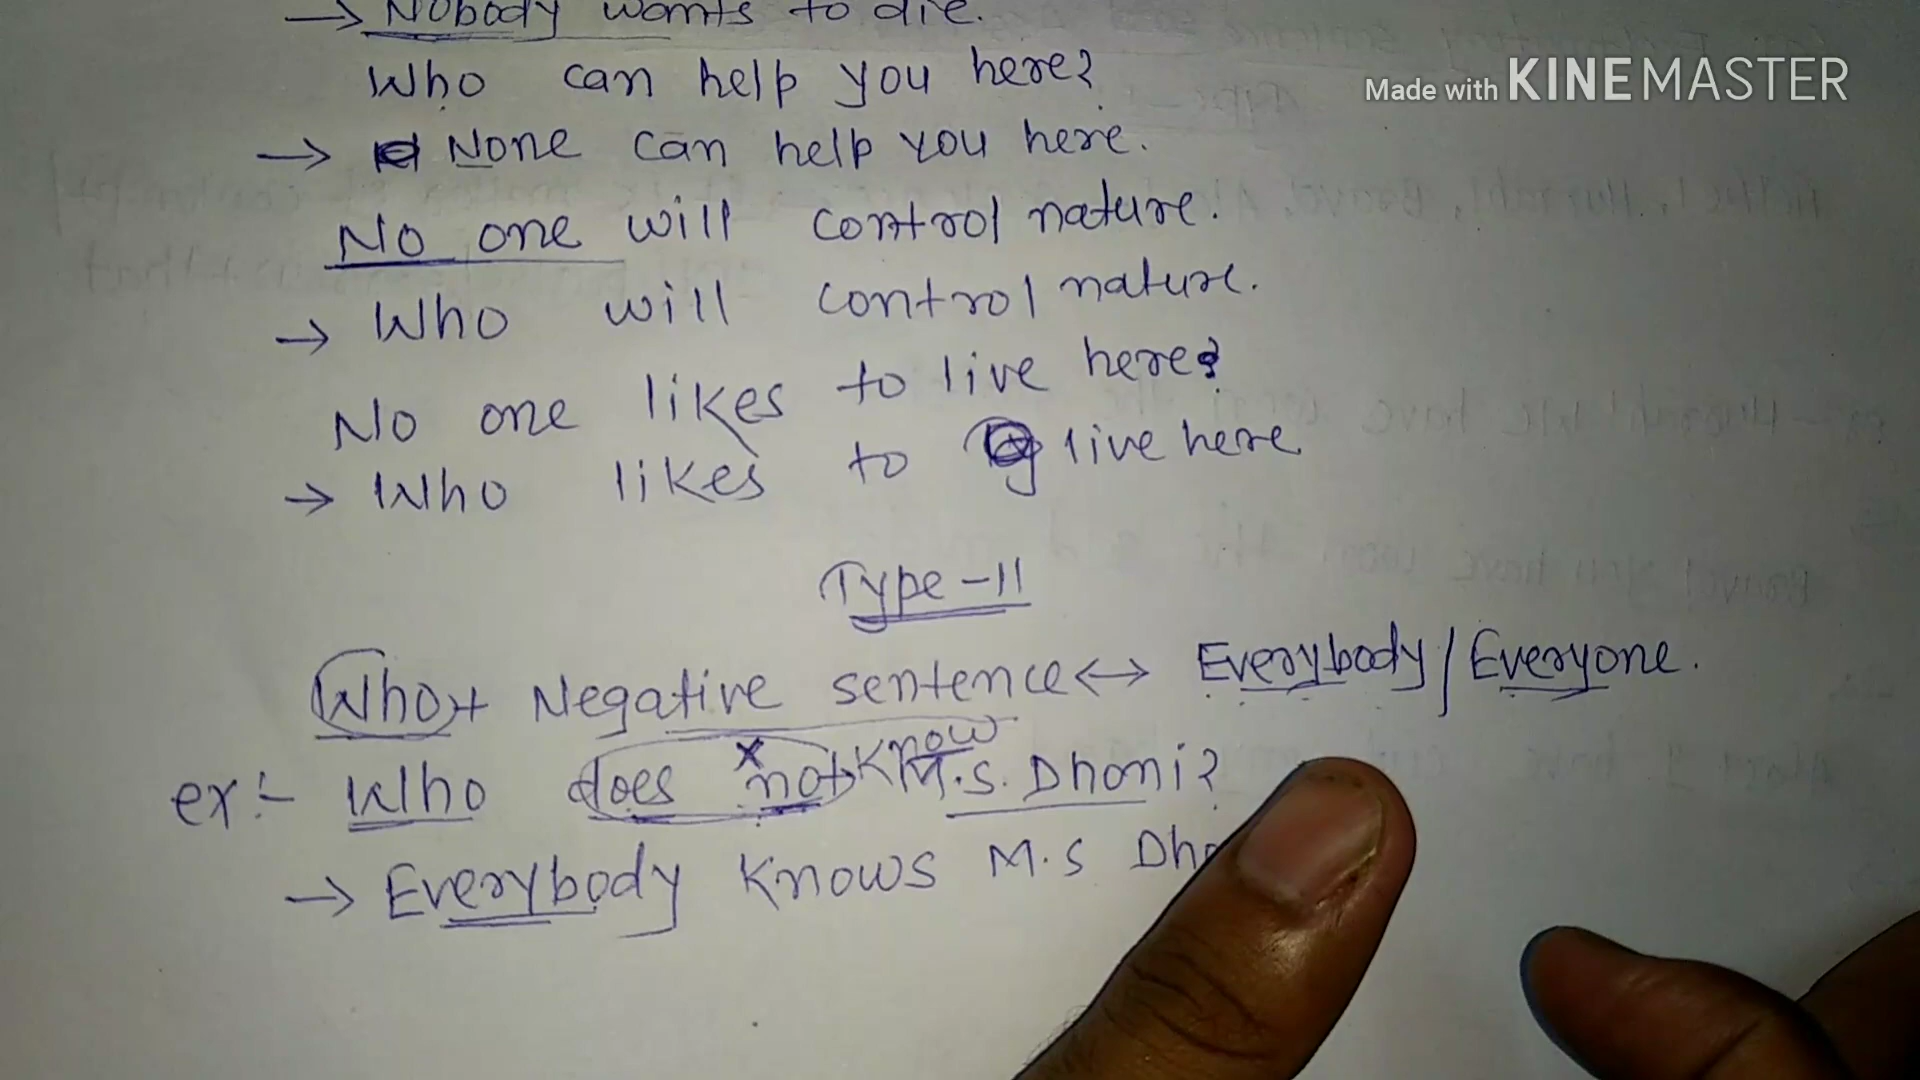 → Nobody wants to die.
Who can help you here?
Made with KINEMASTER
→ None can help you here.
No one will control nature.
→ Who will control nature.
No one likes to live here?
→ Who likes to live here
Type-II
Who + Negative sentence ↔ Everybody/Everyone.
ex:- Who does not know M.S. Dhoni?
→ Everybody knows M.S